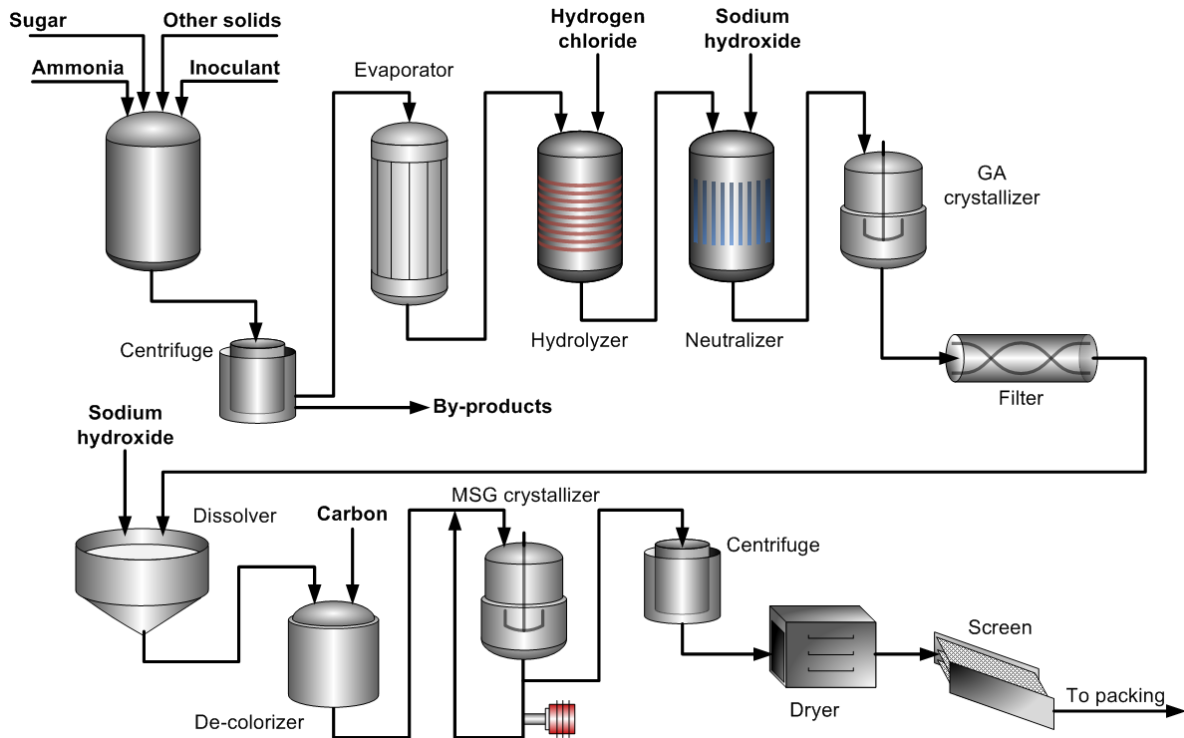 Sugar
Other solids
Ammonia
Inoculant
Evaporator
Hydrogen
chloride
Sodium
hydroxide
GA
crystallizer
Centrifuge
Hydrolyzer
Neutralizer
Filter
By-products
Sodium
hydroxide
Dissolver
Carbon
MSG crystallizer
Centrifuge
De-colorizer
Dryer
Screen
To packing